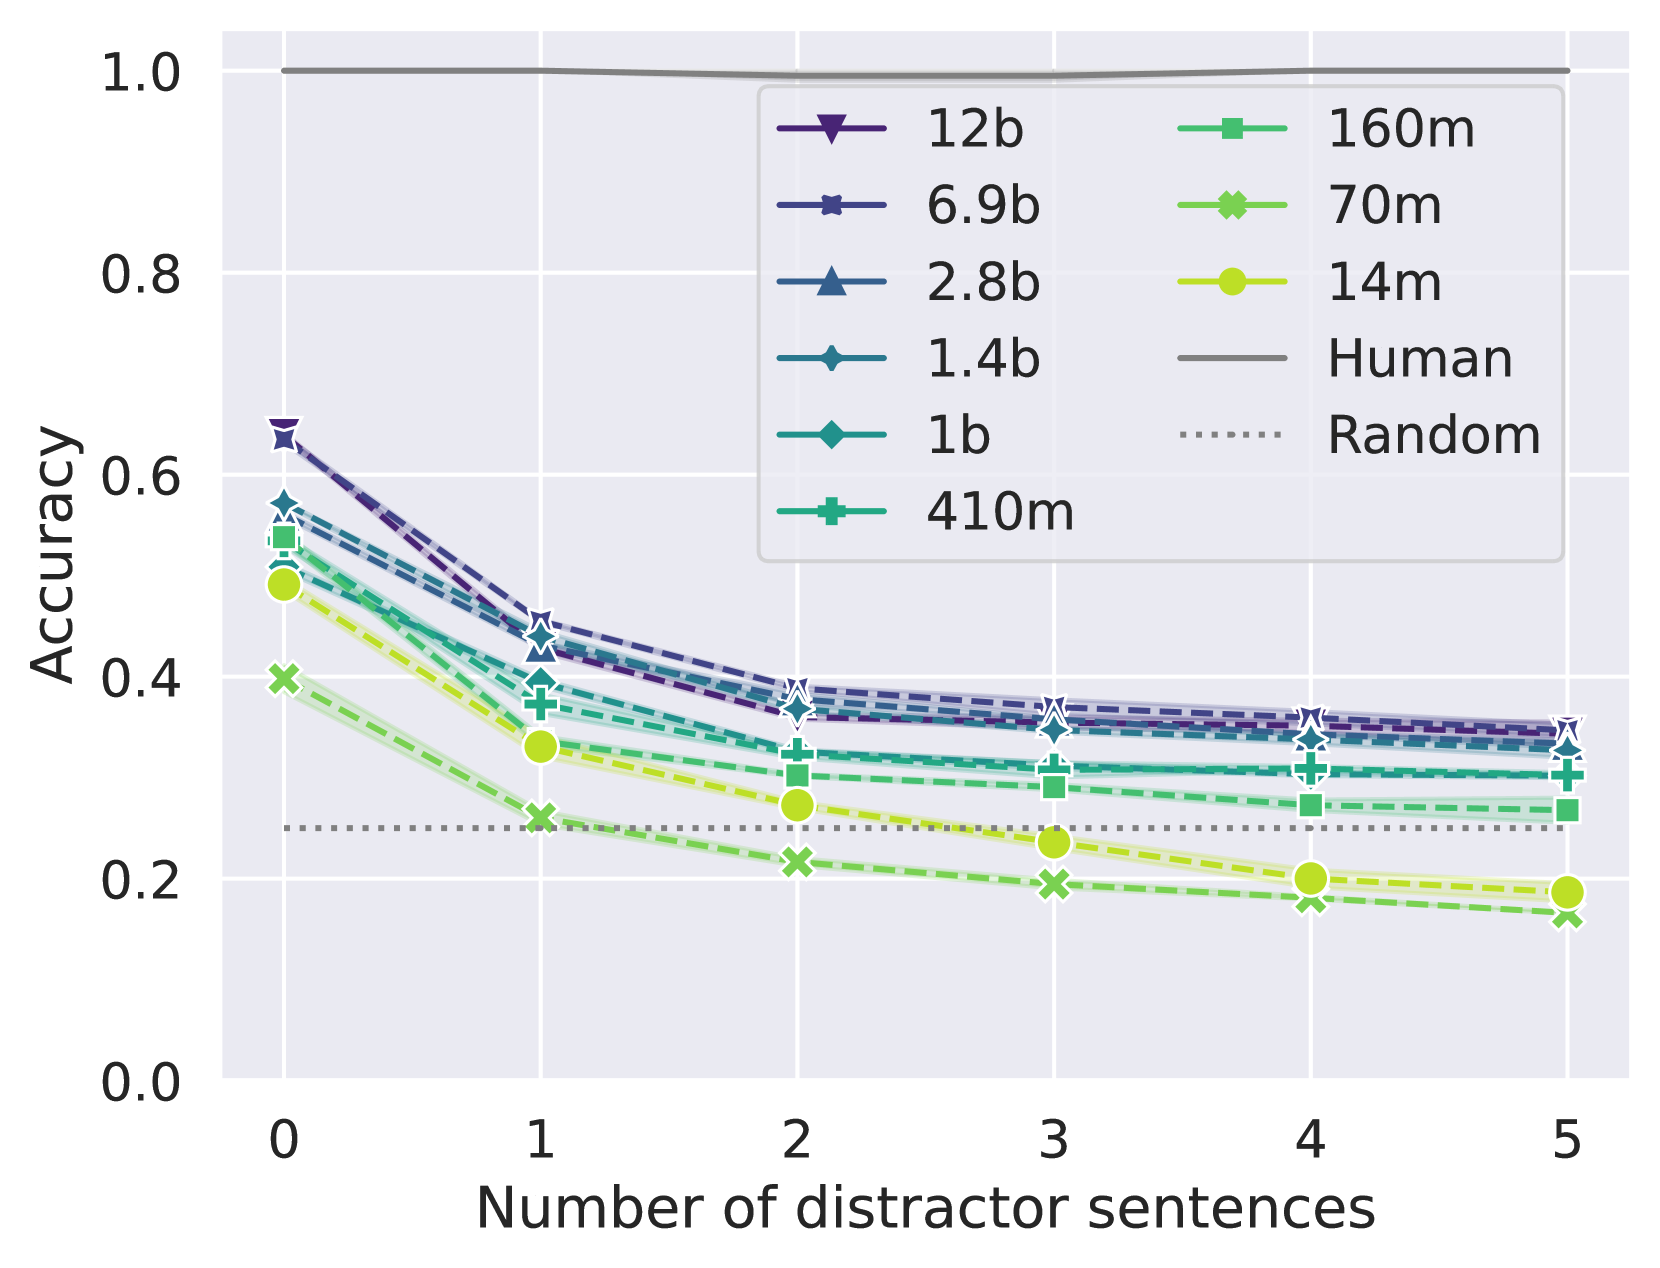 1.0
0.8
0.6
0.4
0.2
0.0
Accuracy
12b
6.9b
2.8b
1.4b
1b
410m
160m
70m
14m
Human
Random
0 1 2 3 4 5
Number of distractor sentences